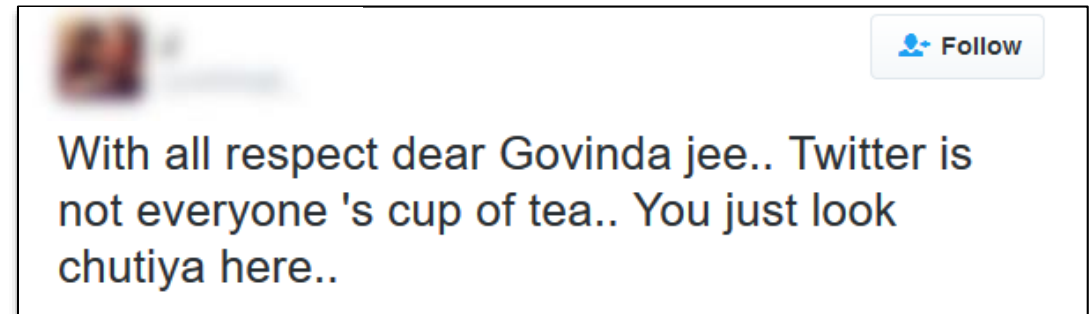 Follow
With all respect dear Govinda jee.. Twitter is
not everyone 's cup of tea.. You just look
chutiya here..